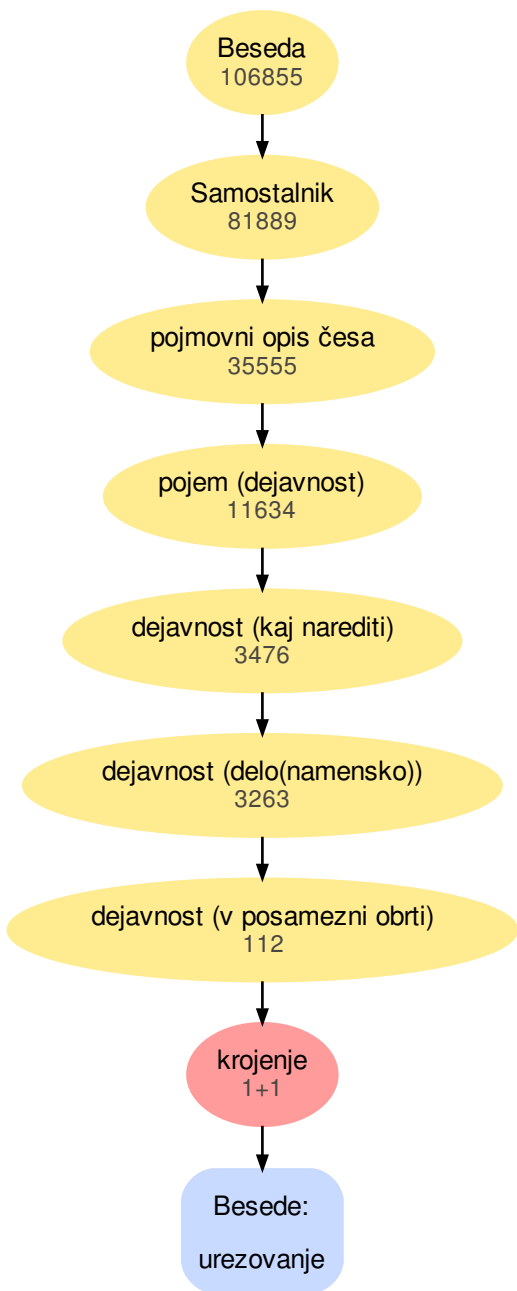 Beseda
106855
Samostalnik
81889
pojmovni opis česa
35555
pojem (dejavnost)
11634
dejavnost (kaj narediti)
3476
dejavnost (delo(namensko))
3263
dejavnost (v posamezni obrti)
112
krojenje
1+1
Besede:
urezovanje